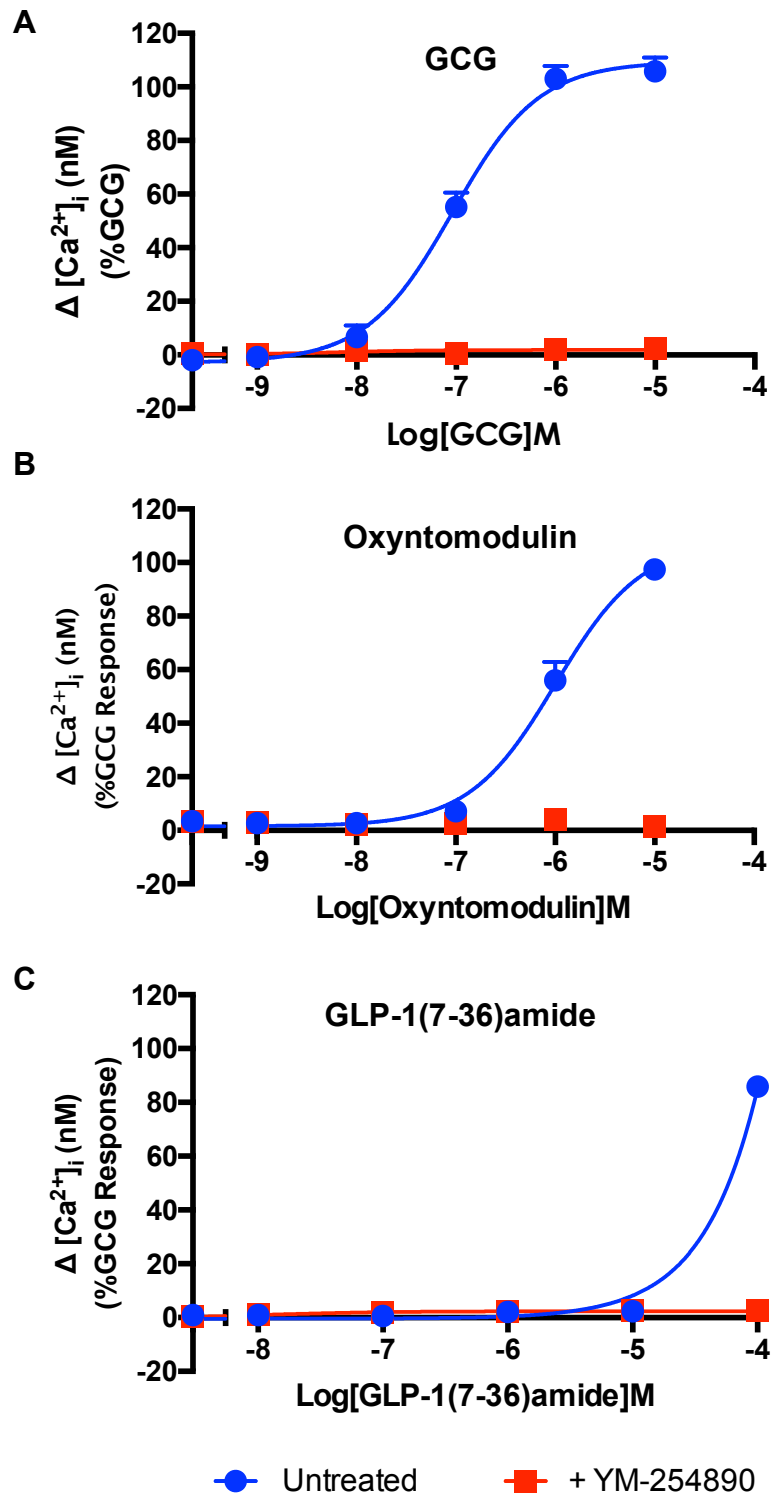 A
GCG
Δ [Ca²⁺]ᵢ (nM)
(%GCG)
120
100
80
60
40
20
0
-20
-9 -8 -7 -6 -5 -4
Log[GCG]M
B
Oxyntomodulin
Δ [Ca²⁺]ᵢ (nM)
(%GCG Response)
120
100
80
60
40
20
0
-20
-9 -8 -7 -6 -5 -4
Log[Oxyntomodulin]M
C
GLP-1(7-36)amide
Δ [Ca²⁺]ᵢ (nM)
(%GCG Response)
120
100
80
60
40
20
0
-20
-8 -7 -6 -5 -4
Log[GLP-1(7-36)amide]M
Untreated + YM-254890